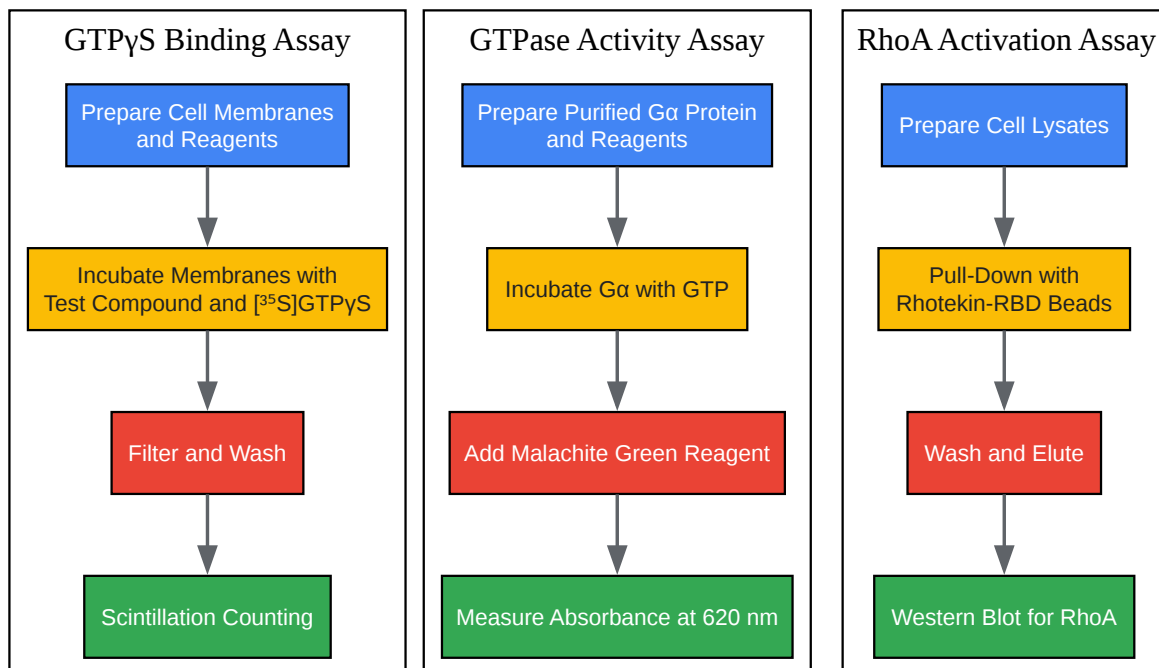 GTPγS Binding Assay
Prepare Cell Membranes
and Reagents
Incubate Membranes with
Test Compound and [³⁵S]GTPγS
Filter and Wash
Scintillation Counting
GTPase Activity Assay
Prepare Purified Gα Protein
and Reagents
Incubate Gα with GTP
Add Malachite Green Reagent
Measure Absorbance at 620 nm
RhoA Activation Assay
Prepare Cell Lysates
Pull-Down with
Rhotekin-RBD Beads
Wash and Elute
Western Blot for RhoA